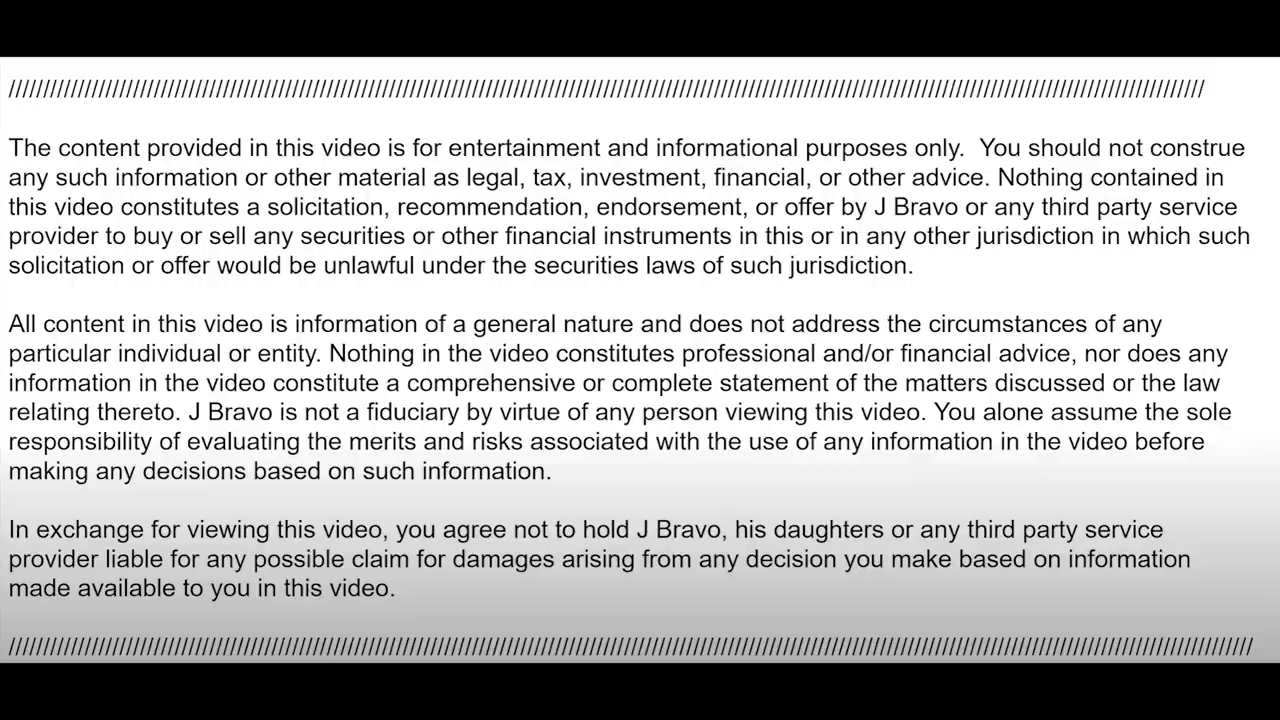 ////////////////////////////////////////////////////////////////////////////////////////////////////////////////////////////////////////////////////////////////////////////////
The content provided in this video is for entertainment and informational purposes only.  You should not construe
any such information or other material as legal, tax, investment, financial, or other advice. Nothing contained in
this video constitutes a solicitation, recommendation, endorsement, or offer by J Bravo or any third party service
provider to buy or sell any securities or other financial instruments in this or in any other jurisdiction in which such
solicitation or offer would be unlawful under the securities laws of such jurisdiction.
All content in this video is information of a general nature and does not address the circumstances of any
particular individual or entity. Nothing in the video constitutes professional and/or financial advice, nor does any
information in the video constitute a comprehensive or complete statement of the matters discussed or the law
relating thereto. J Bravo is not a fiduciary by virtue of any person viewing this video. You alone assume the sole
responsibility of evaluating the merits and risks associated with the use of any information in the video before
making any decisions based on such information.
In exchange for viewing this video, you agree not to hold J Bravo, his daughters or any third party service
provider liable for any possible claim for damages arising from any decision you make based on information
made available to you in this video.
////////////////////////////////////////////////////////////////////////////////////////////////////////////////////////////////////////////////////////////////////////////////////////